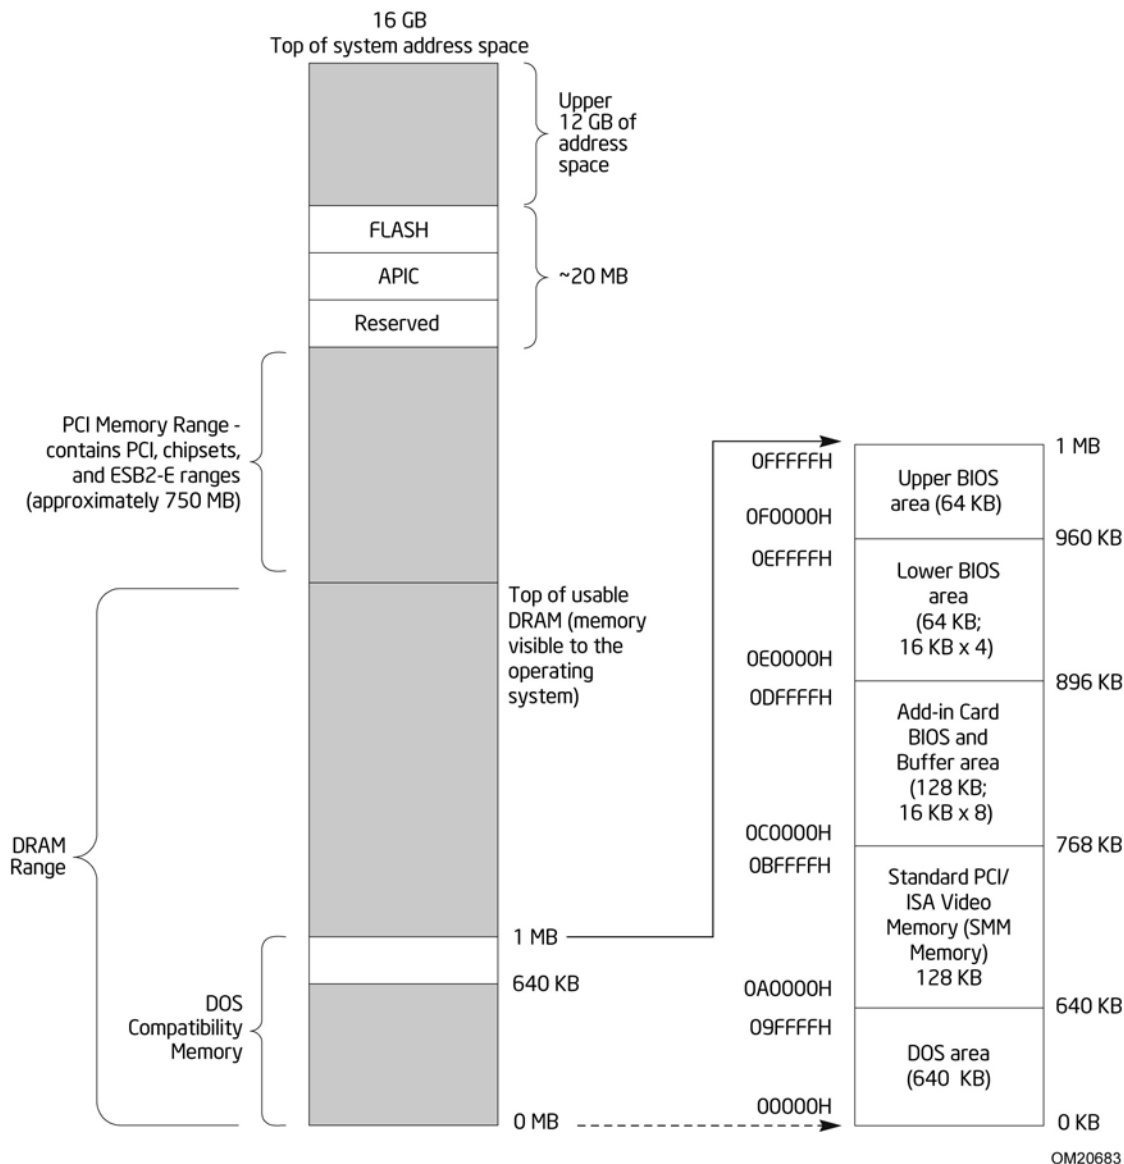 16 GB
Top of system address space
Upper
12 GB of
address
space
FLASH
APIC
Reserved
~20 MB
PCI Memory Range -
contains PCI, chipsets,
and ESB2-E ranges
(approximately 750 MB)
Top of usable
DRAM (memory
visible to the
operating
system)
DRAM
Range
1 MB
640 KB
DOS
Compatibility
Memory
0 MB
0FFFFFH
0F0000H
0EFFFFH
0E0000H
0DFFFFH
0C0000H
0BFFFFH
0A0000H
09FFFFH
00000H
Upper BIOS
area (64 KB)
Lower BIOS
area
(64 KB;
16 KB x 4)
Add-in Card
BIOS and
Buffer area
(128 KB;
16 KB x 8)
Standard PCI/
ISA Video
Memory (SMM
Memory)
128 KB
DOS area
(640 KB)
1 MB
960 KB
896 KB
768 KB
640 KB
0 KB
OM20683